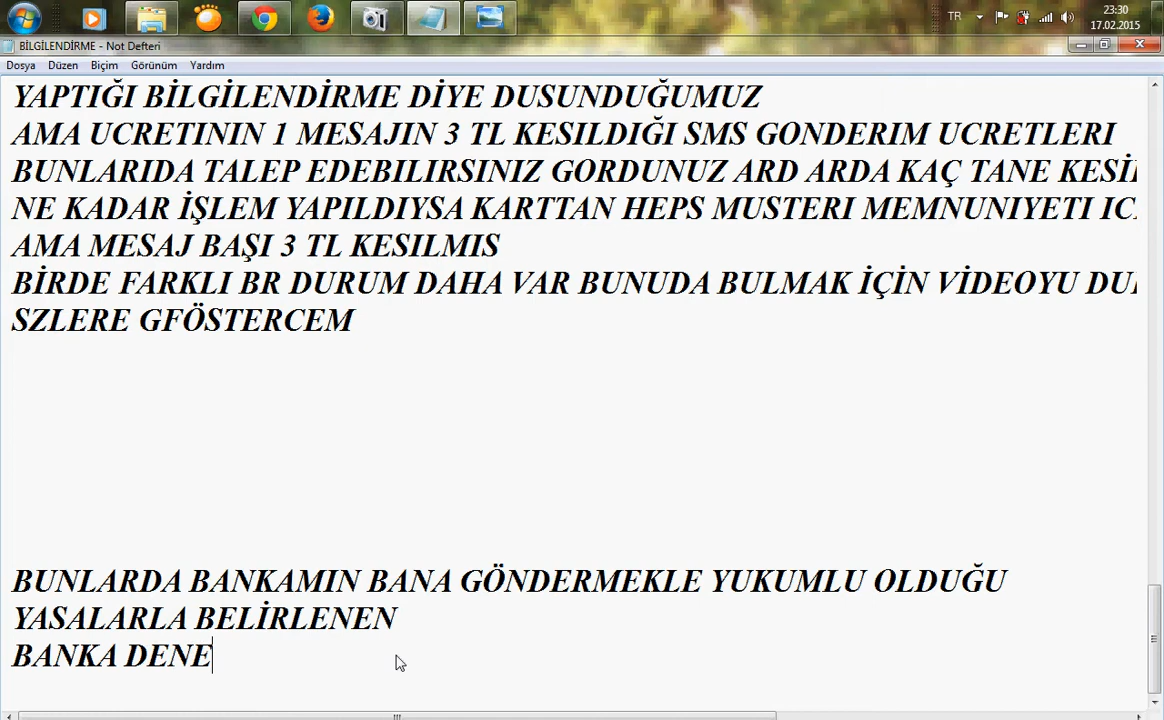 TR
23:30
17.02.2015
BİLGİLENDİRME - Not Defteri
Dosya Düzen Biçim Görünüm Yardım
YAPTIĞI BİLGİLENDİRME DİYE DUSUNDUĞUMUZ
AMA UCRETININ 1 MESAJIN 3 TL KESILDIĞI SMS GONDERIM UCRETLERI
BUNLARIDA TALEP EDEBILIRSINIZ GORDUNUZ ARD ARDA KAÇ TANE
NE KADAR İŞLEM YAPILDIYSA KARTTAN HEPS MUSTERI MEMNUNIYETI
AMA MESAJ BAŞI 3 TL KESILMIS
BİRDE FARKLI BR DURUM DAHA VAR BUNUDA BULMAK İÇİN VİDEOYU
SZLERE GFÖSTERCEM
BUNLARDA BANKAMIN BANA GÖNDERMEKLE YUKUMLU OLDUĞU
YASALARLA BELİRLENEN
BANKA DENE